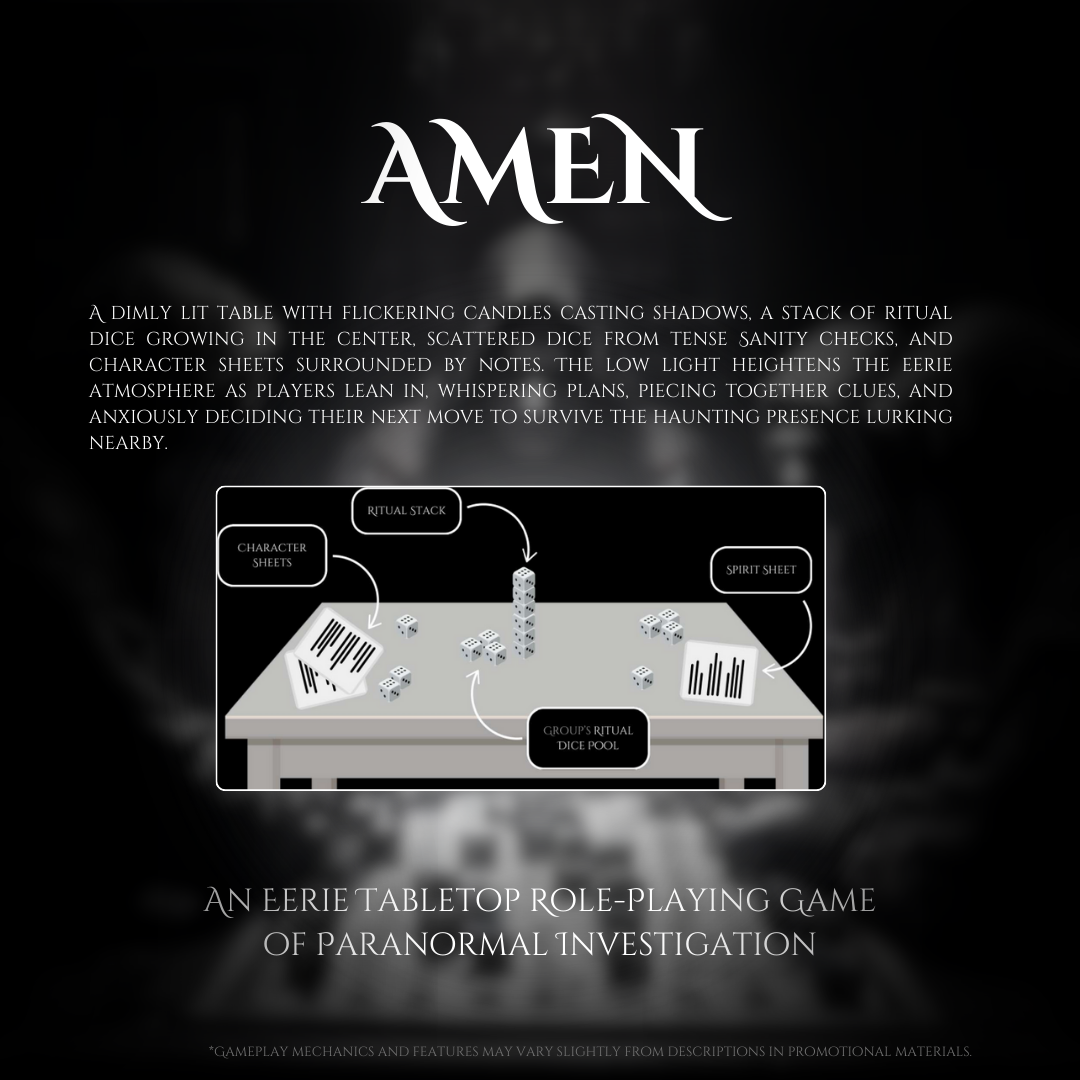 AMEN
A DIMLY LIT TABLE WITH FLICKERING CANDLES CASTING SHADOWS, A STACK OF RITUAL
DICE GROWING IN THE CENTER, SCATTERED DICE FROM TENSE SANITY CHECKS, AND
CHARACTER SHEETS SURROUNDED BY NOTES. THE LOW LIGHT HEIGHTENS THE EERIE
ATMOSPHERE AS PLAYERS LEAN IN, WHISPERING PLANS, PIECING TOGETHER CLUES, AND
ANXIOUSLY DECIDING THEIR NEXT MOVE TO SURVIVE THE HAUNTING PRESENCE LURKING
NEARBY.
RITUAL STACK
CHARACTER
SHEETS
SPIRIT SHEET
GROUP'S RITUAL
DICE POOL
AN EERIE TABLETOP ROLE-PLAYING GAME
OF PARANORMAL INVESTIGATION
*GAMEPLAY MECHANICS AND FEATURES MAY VARY SLIGHTLY FROM DESCRIPTIONS IN PROMOTIONAL MATERIALS.